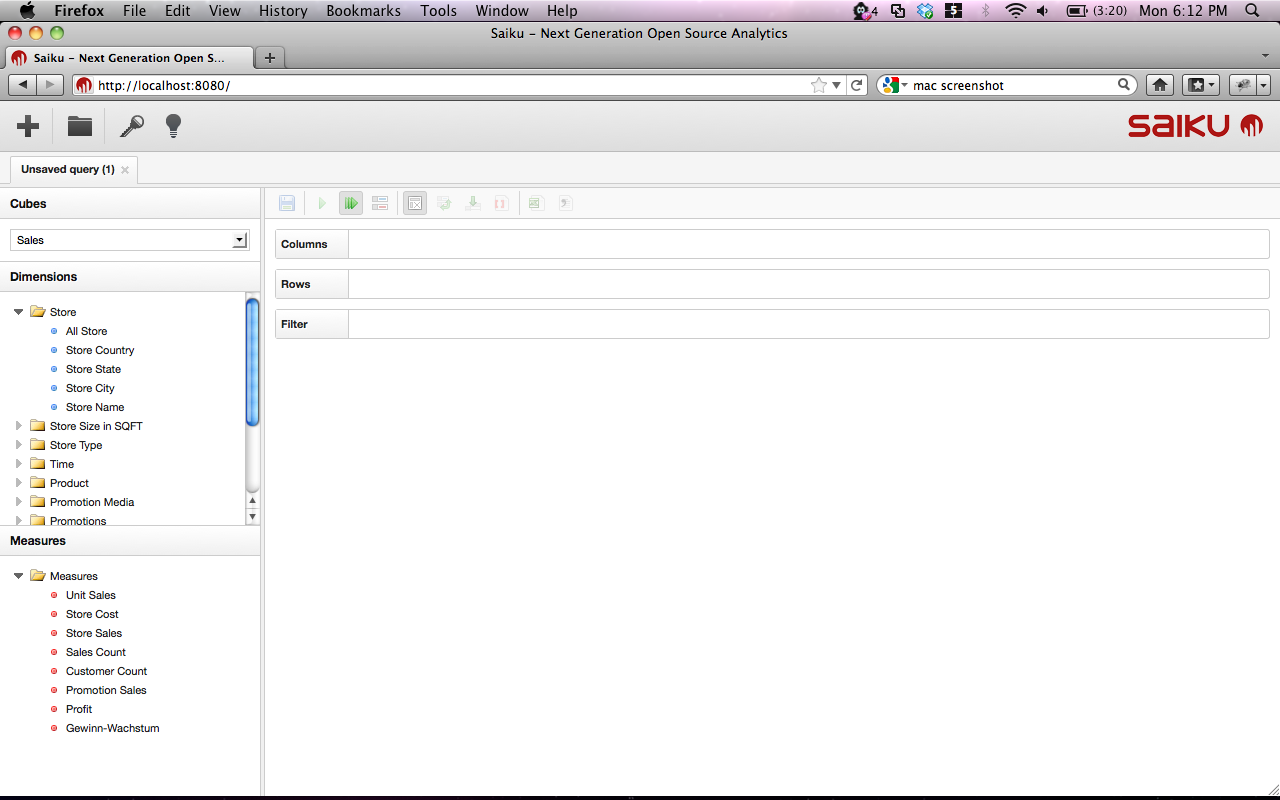 Firefox File Edit View History Bookmarks Tools Window Help 4 5 (3:20) Mon 6:12 PM
Saiku – Next Generation Open Source Analytics
Saiku – Next Generation Open S...
http://localhost:8080/ mac screenshot
saiku
Unsaved query (1)
Cubes
Sales
Dimensions
Store
All Store
Store Country
Store State
Store City
Store Name
Store Size in SQFT
Store Type
Time
Product
Promotion Media
Promotions
Measures
Measures
Unit Sales
Store Cost
Store Sales
Sales Count
Customer Count
Promotion Sales
Profit
Gewinn-Wachstum
Columns
Rows
Filter